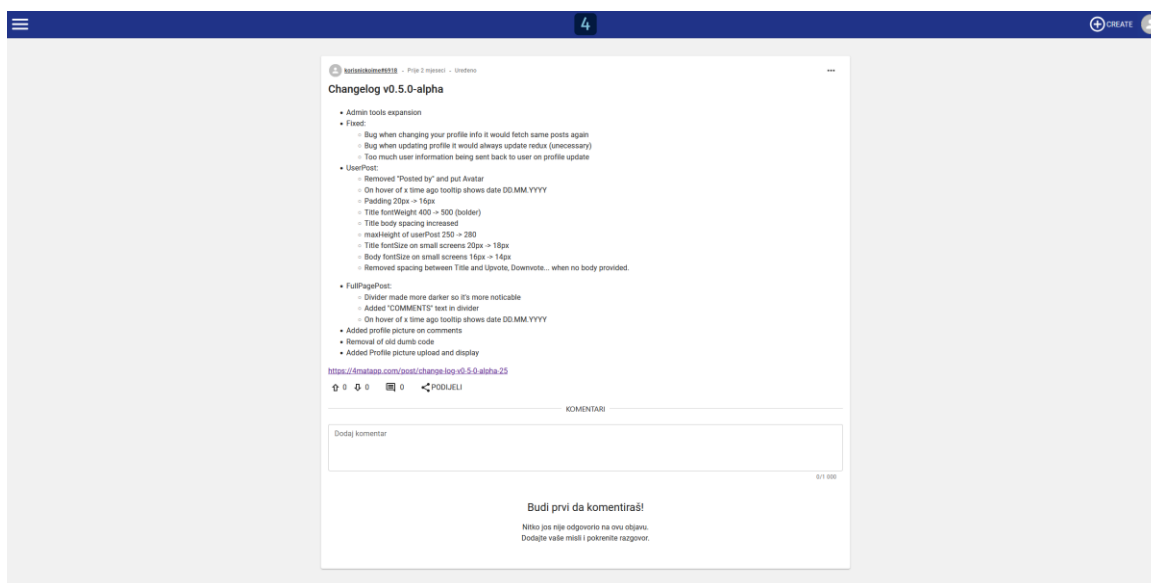 4
CREATE
korisnickoime#6918 - Prije 2 mjeseci - Uređeno
Changelog v0.5.0-alpha
Admin tools expansion
Fixed:
Bug when changing your profile info it would fetch same posts again
Bug when updating profile it would always update redux (unecessary)
Too much user information being sent back to user on profile update
UserPost:
Removed "Posted by" and put Avatar
On hover of x time ago tooltip shows date DD.MM.YYYY
Padding 20px -> 16px
Title fontWeight 400 -> 500 (bolder)
Title body spacing increased
maxHeight of userPost 250 -> 280
Title fontSize on small screens 20px -> 18px
Body fontSize on small screens 16px -> 14px
Removed spacing between Title and Upvote, Downvote... when no body provided.
FullPagePost:
Divider made more darker so it's more noticable
Added "COMMENTS" text in divider
On hover of x time ago tooltip shows date DD.MM.YYYY
Added profile picture on comments
Removal of old dumb code
Added Profile picture upload and display
https://4matapp.com/post/change-log-v0-5-0-alpha-25
0 0 0 PODIJELI
KOMENTARI
Dodaj komentar
0/1 000
Budi prvi da komentiraš!
Nitko jos nije odgovorio na ovu objavu.
Dodajte vaše misli i pokrenite razgovor.